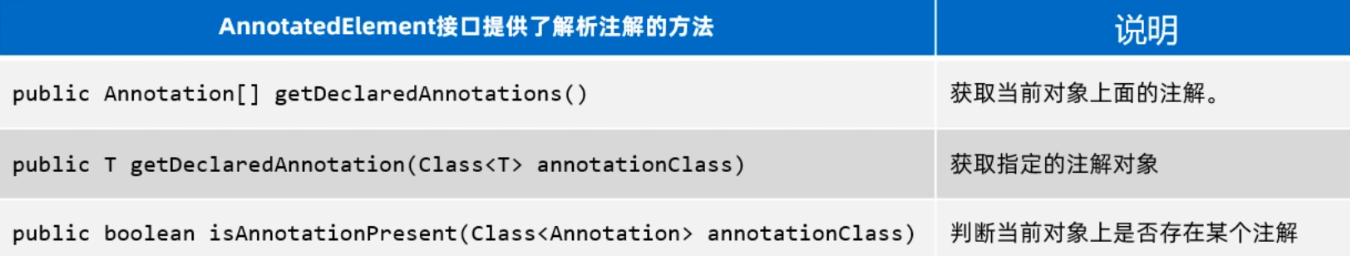 AnnotatedElement接口提供了解析注解的方法
说明
public Annotation[] getDeclaredAnnotations()
获取当前对象上面的注解。
public T getDeclaredAnnotation(Class<T> annotationClass)
获取指定的注解对象
public boolean isAnnotationPresent(Class<Annotation> annotationClass)
判断当前对象上是否存在某个注解